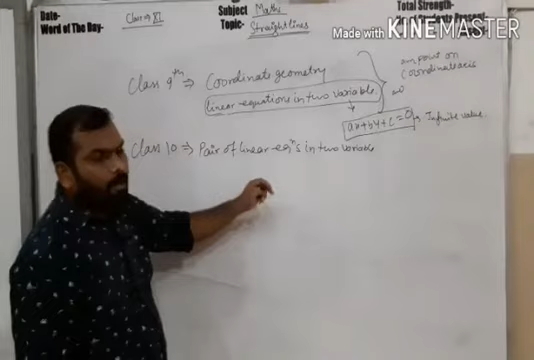 Date- Class ⇒ XI Subject Maths Total Strength-
Word of The Day- Topic- Straight lines
Made with KINEMASTER
Class 9th ⇒ Coordinate geometry
linear equations in two variable
ax+by+c=0 Infinite value
point on
coordinate axis
Class 10 ⇒ Pair of linear eqn's in two variable